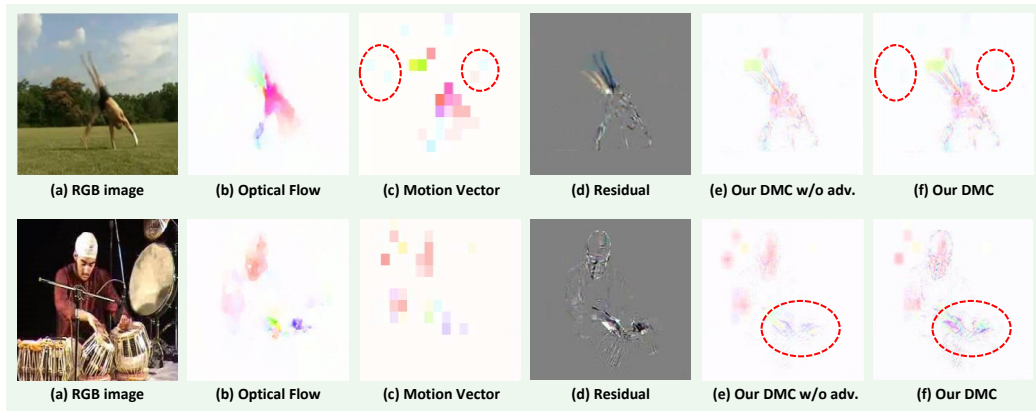 (a) RGB image (b) Optical Flow (c) Motion Vector (d) Residual (e) Our DMC w/o adv. (f) Our DMC
(a) RGB image (b) Optical Flow (c) Motion Vector (d) Residual (e) Our DMC w/o adv. (f) Our DMC